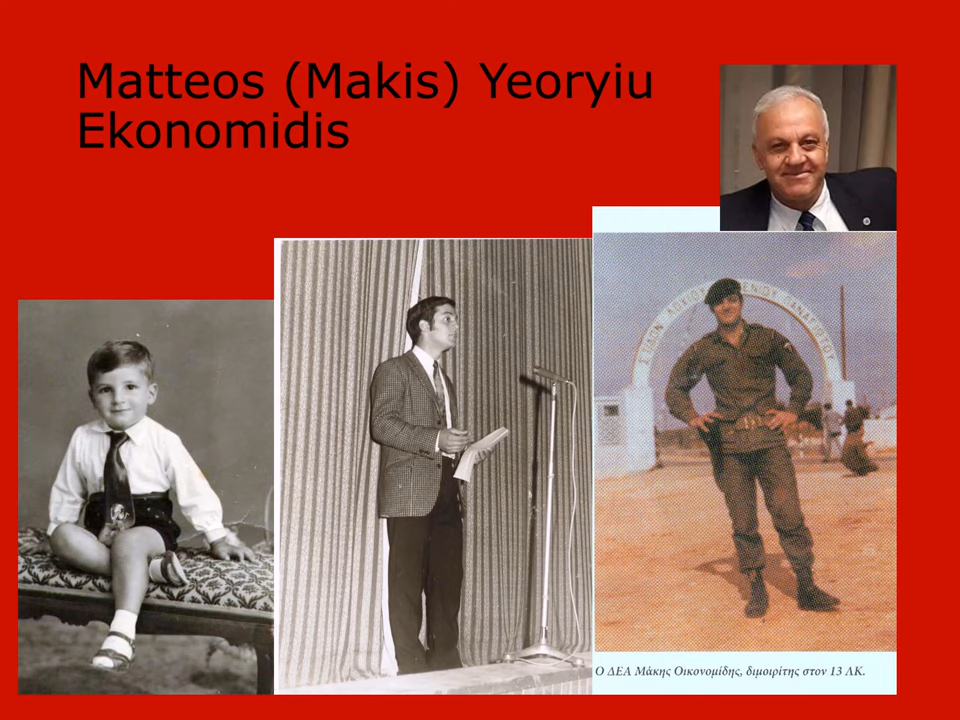 Matteos (Makis) Yeoryiu
Ekonomidis
Ο ΔΕΑ Μάκης Οικονομίδης, διμοιρίτης στον 13 ΛΚ.